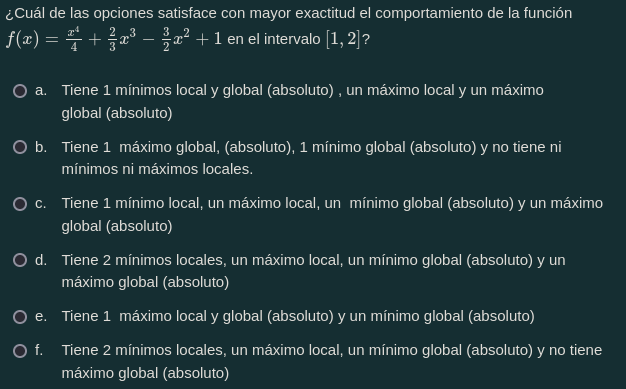 ¿Cuál de las opciones satisface con mayor exactitud el comportamiento de la función
f(x) = x⁴/4 + 2/3 x³ − 3/2 x² + 1 en el intervalo [1, 2]?
a. Tiene 1 mínimos local y global (absoluto) , un máximo local y un máximo
global (absoluto)
b. Tiene 1 máximo global, (absoluto), 1 mínimo global (absoluto) y no tiene ni
mínimos ni máximos locales.
c. Tiene 1 mínimo local, un máximo local, un mínimo global (absoluto) y un máximo
global (absoluto)
d. Tiene 2 mínimos locales, un máximo local, un mínimo global (absoluto) y un
máximo global (absoluto)
e. Tiene 1 máximo local y global (absoluto) y un mínimo global (absoluto)
f. Tiene 2 mínimos locales, un máximo local, un mínimo global (absoluto) y no tiene
máximo global (absoluto)